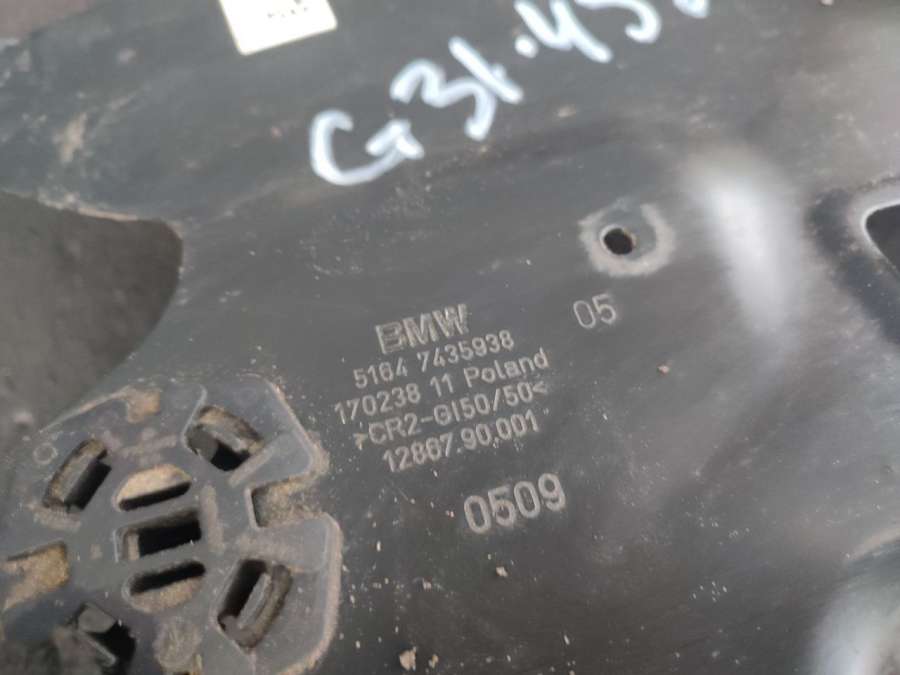 G31.45
05
BMW
5164 7435938
170238 11 Poland
>CR2-GI50/50<
12867.90.001
0509